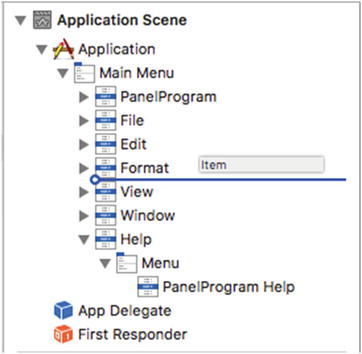 Application Scene
Application
Main Menu
PanelProgram
File
Edit
Format
Item
View
Window
Help
Menu
PanelProgram Help
App Delegate
First Responder